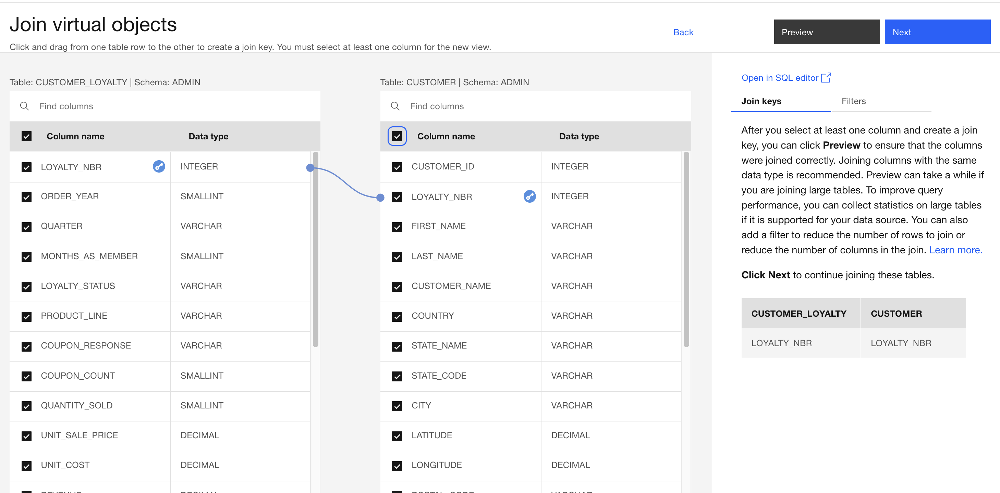 Join virtual objects
Click and drag from one table row to the other to create a join key. You must select at least one column for the new view.
Back
Preview
Next
Table: CUSTOMER_LOYALTY | Schema: ADMIN
Find columns
Column name Data type
LOYALTY_NBR INTEGER
ORDER_YEAR SMALLINT
QUARTER VARCHAR
MONTHS_AS_MEMBER SMALLINT
LOYALTY_STATUS VARCHAR
PRODUCT_LINE VARCHAR
COUPON_RESPONSE VARCHAR
COUPON_COUNT SMALLINT
QUANTITY_SOLD SMALLINT
UNIT_SALE_PRICE DECIMAL
UNIT_COST DECIMAL
Table: CUSTOMER | Schema: ADMIN
Find columns
Column name Data type
CUSTOMER_ID INTEGER
LOYALTY_NBR INTEGER
FIRST_NAME VARCHAR
LAST_NAME VARCHAR
CUSTOMER_NAME VARCHAR
COUNTRY VARCHAR
STATE_NAME VARCHAR
STATE_CODE VARCHAR
CITY VARCHAR
LATITUDE DECIMAL
LONGITUDE DECIMAL
Open in SQL editor
Join keys Filters
After you select at least one column and create a join
key, you can click Preview to ensure that the columns
were joined correctly. Joining columns with the same
data type is recommended. Preview can take a while if
you are joining large tables. To improve query
performance, you can collect statistics on large tables
if it is supported for your data source. You can also
add a filter to reduce the number of rows to join or
reduce the number of columns in the join. Learn more.
Click Next to continue joining these tables.
CUSTOMER_LOYALTY CUSTOMER
LOYALTY_NBR LOYALTY_NBR